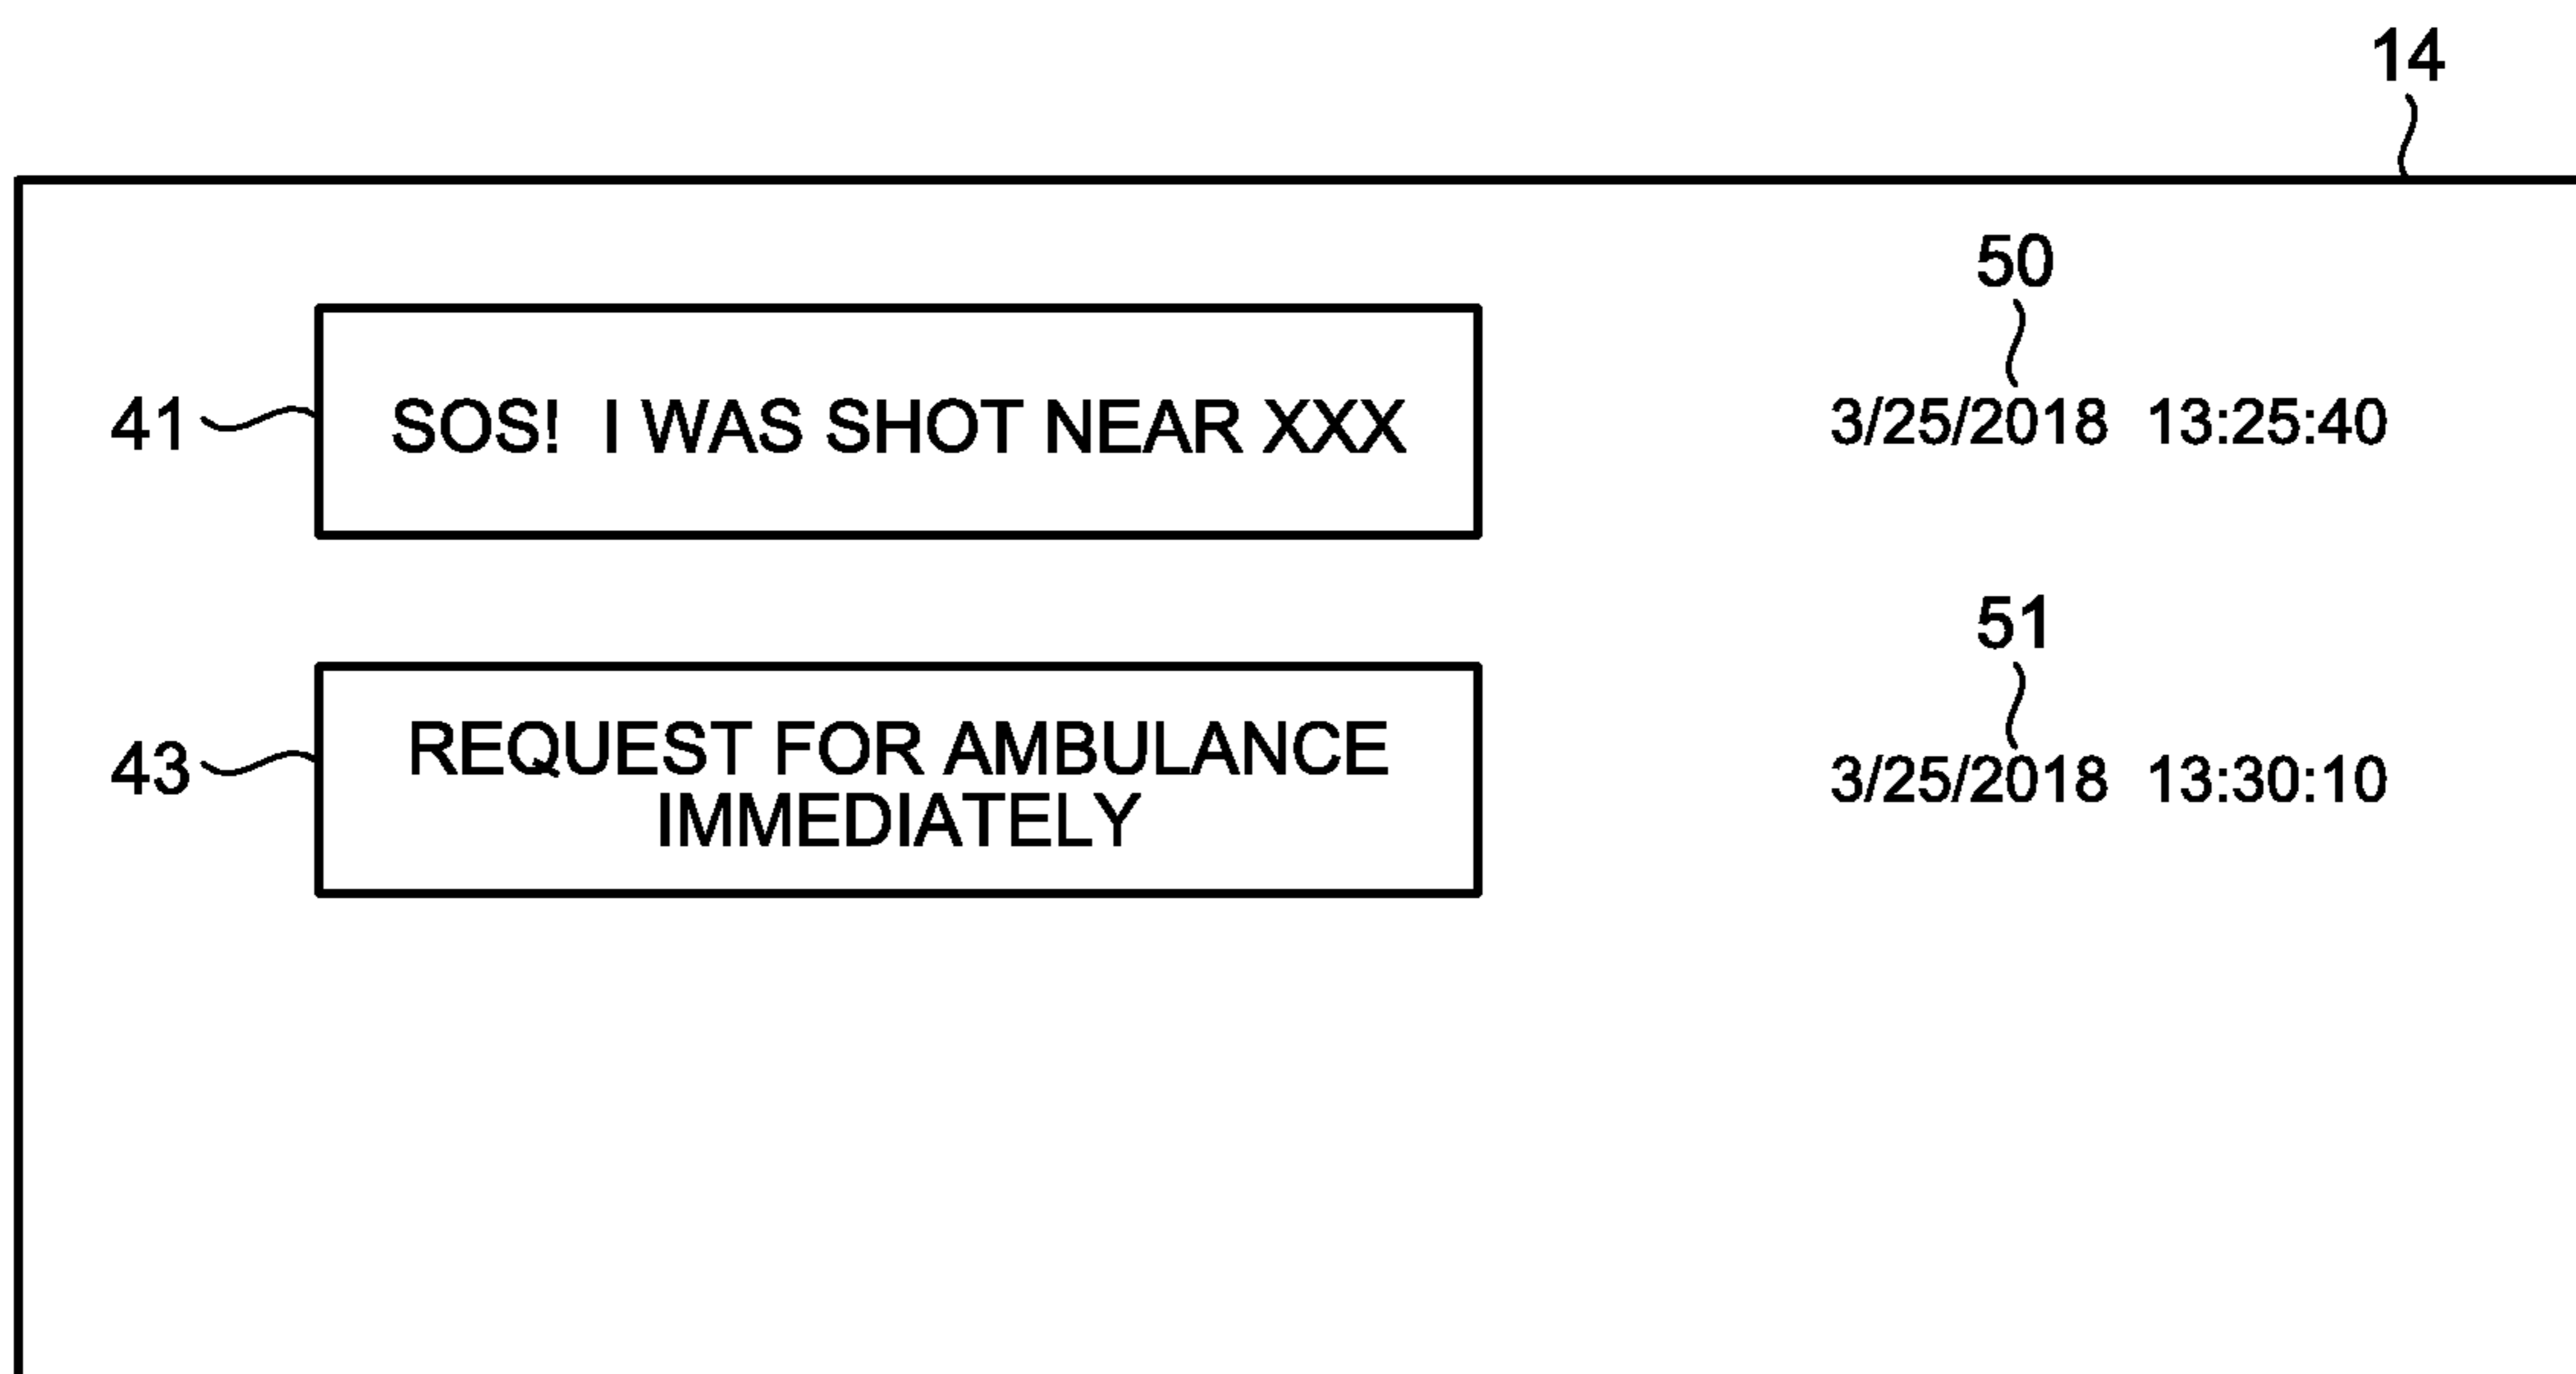 14
50
41 SOS! I WAS SHOT NEAR XXX 3/25/2018 13:25:40
51
43 REQUEST FOR AMBULANCE IMMEDIATELY 3/25/2018 13:30:10